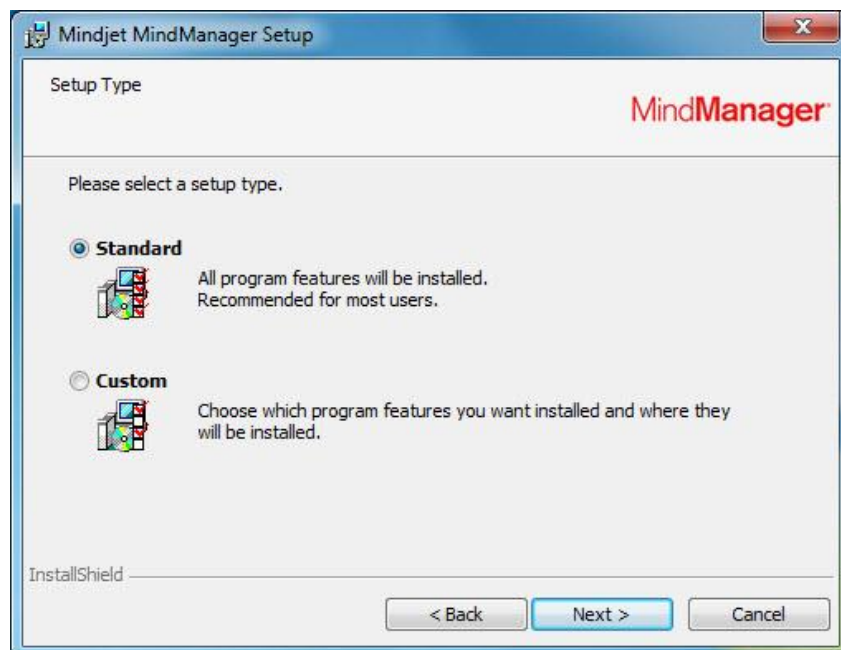 Mindjet MindManager Setup
Setup Type
MindManager
Please select a setup type.
Standard
All program features will be installed.
Recommended for most users.
Custom
Choose which program features you want installed and where they
will be installed.
InstallShield
< Back
Next >
Cancel